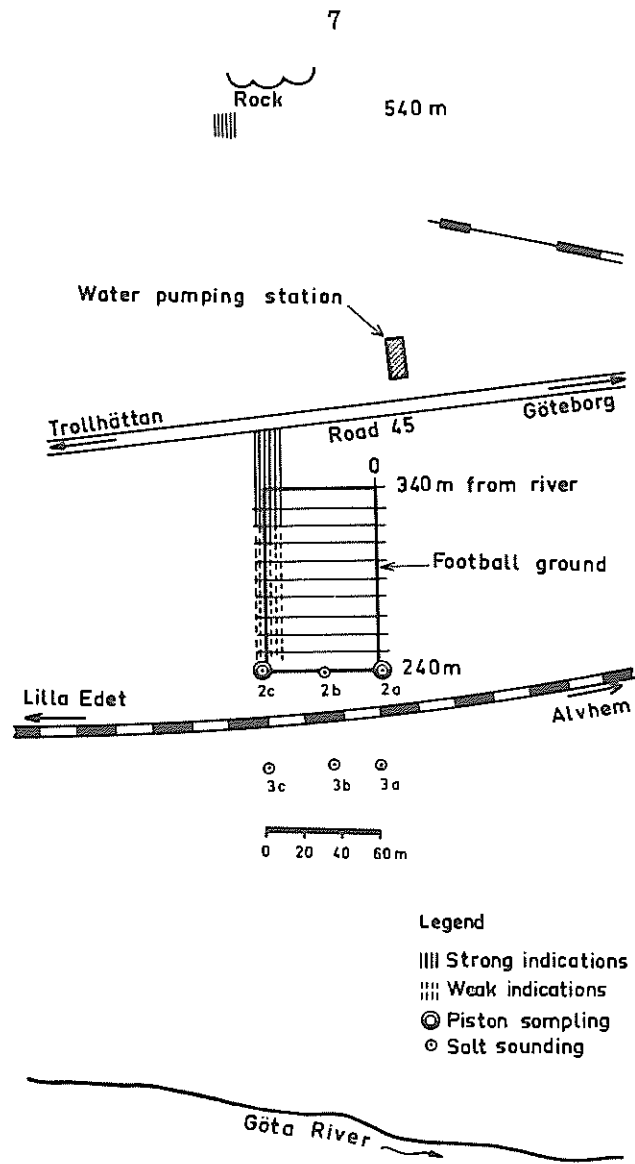 7
Rock
540 m
Water pumping station
Trollhättan
Road 45
Göteborg
0
340 m from river
Football ground
240 m
2c 2b 2a
Lilla Edet
Alvhem
3c 3b 3a
0 20 40 60 m
Legend
Strong indications
Weak indications
Piston sompling
Salt sounding
Göta River